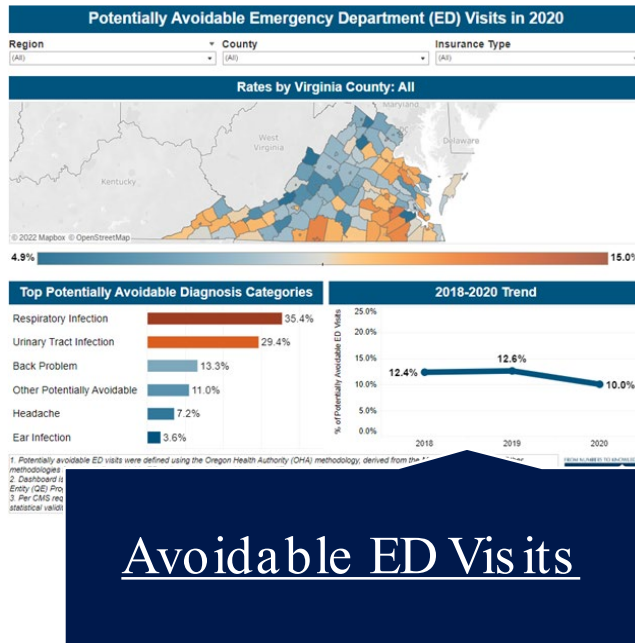 Potentially Avoidable Emergency Department (ED) Visits in 2020
Region County Insurance Type
(All) (All) (All)
Rates by Virginia County: All
Maryland
West
Virginia
Delaware
Kentucky
© 2022 Mapbox © OpenStreetMap
4.9% 15.0%
Top Potentially Avoidable Diagnosis Categories
Respiratory Infection 35.4%
Urinary Tract Infection 29.4%
Back Problem 13.3%
Other Potentially Avoidable 11.0%
Headache 7.2%
Ear Infection 3.6%
2018-2020 Trend
% of Potentially Avoidable ED Visits
25.0%
20.0%
15.0%
10.0%
5.0%
0.0%
12.4% 12.6% 10.0%
2018 2019 2020
1. Potentially avoidable ED visits were defined using the Oregon Health Authority (OHA) methodology, derived from the
methodologies
2. Dashboard is
Entity (QE) Pro
3. Per CMS req
statistical validi
FROM NUMBERS TO KNOWLEDGE
Avoidable ED Visits